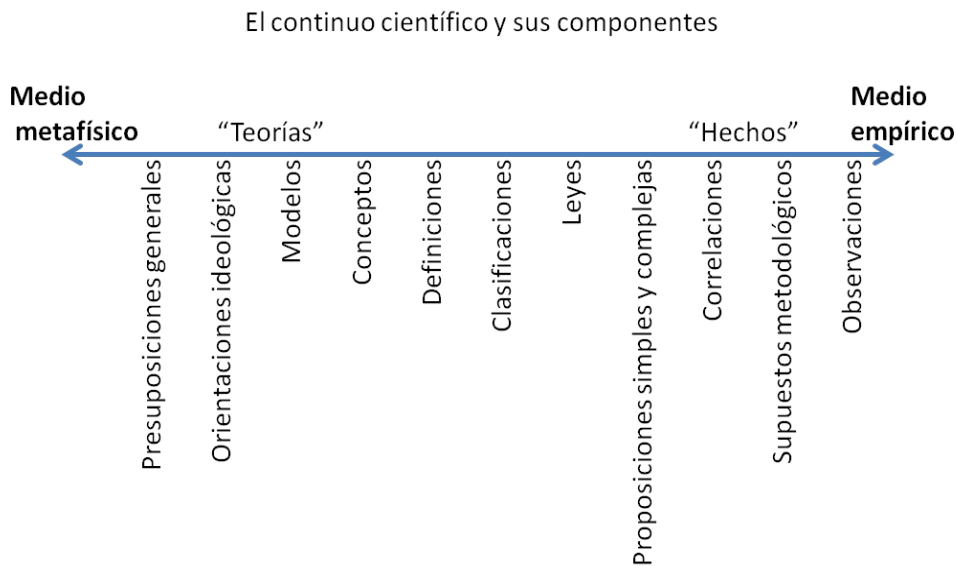 El continuo científico y sus componentes
Medio
metafísico
“Teorías”
“Hechos”
Medio
empírico
Presuposiciones generales
Orientaciones ideológicas
Modelos
Conceptos
Definiciones
Clasificaciones
Leyes
Proposiciones simples y complejas
Correlaciones
Supuestos metodológicos
Observaciones